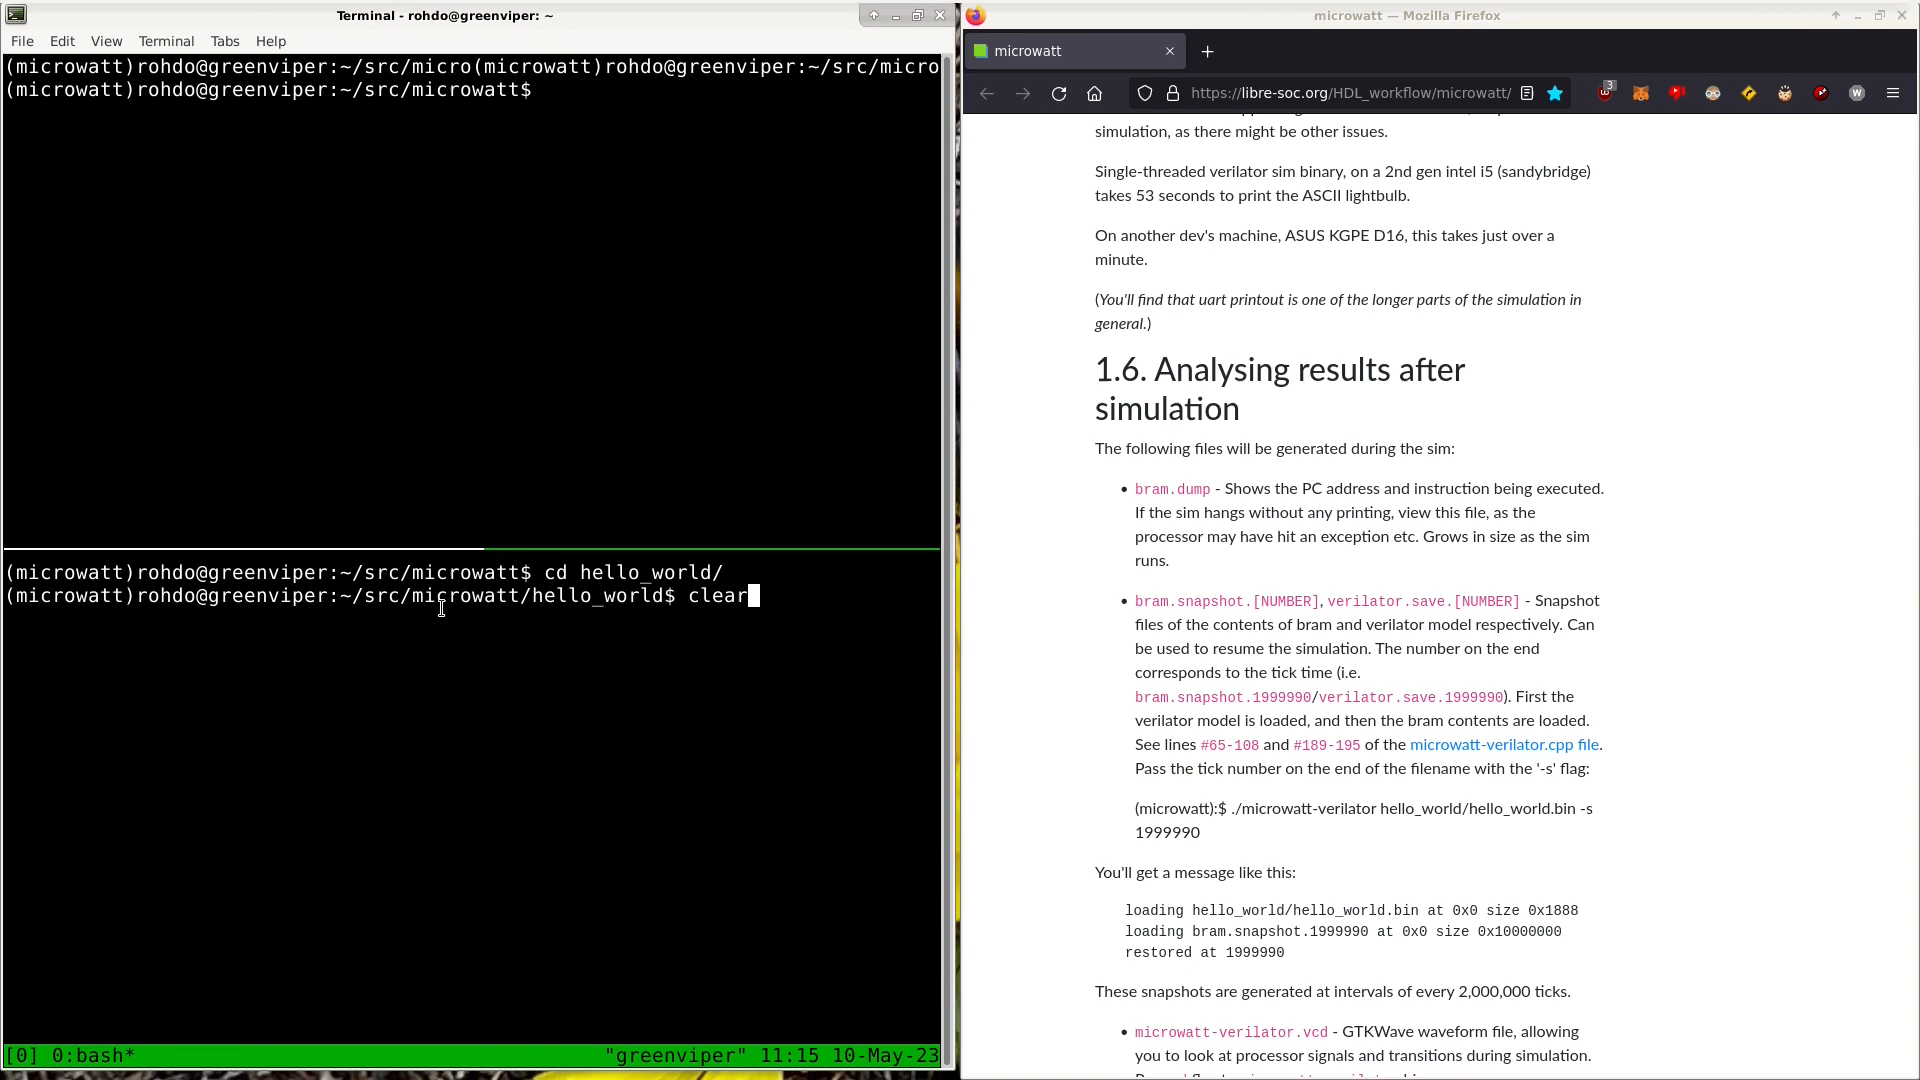 Terminal - rohdo@greenviper: ~
File Edit View Terminal Tabs Help
(microwatt)rohdo@greenviper:~/src/micro(microwatt)rohdo@greenviper:~/src/micro
(microwatt)rohdo@greenviper:~/src/microwatt$
(microwatt)rohdo@greenviper:~/src/microwatt$ cd hello_world/
(microwatt)rohdo@greenviper:~/src/microwatt/hello_world$ clear
[0] 0:bash* "greenviper" 11:15 10-May-23
microwatt — Mozilla Firefox
microwatt
https://libre-soc.org/HDL_workflow/microwatt/
3
W
simulation, as there might be other issues.
Single-threaded verilator sim binary, on a 2nd gen intel i5 (sandybridge)
takes 53 seconds to print the ASCII lightbulb.
On another dev's machine, ASUS KGPE D16, this takes just over a
minute.
(You'll find that uart printout is one of the longer parts of the simulation in
general.)
1.6. Analysing results after
simulation
The following files will be generated during the sim:
• bram.dump - Shows the PC address and instruction being executed.
If the sim hangs without any printing, view this file, as the
processor may have hit an exception etc. Grows in size as the sim
runs.
• bram.snapshot.[NUMBER], verilator.save.[NUMBER] - Snapshot
files of the contents of bram and verilator model respectively. Can
be used to resume the simulation. The number on the end
corresponds to the tick time (i.e.
bram.snapshot.1999990/verilator.save.1999990). First the
verilator model is loaded, and then the bram contents are loaded.
See lines #65-108 and #189-195 of the microwatt-verilator.cpp file.
Pass the tick number on the end of the filename with the '-s' flag:
(microwatt):$ ./microwatt-verilator hello_world/hello_world.bin -s
1999990
You'll get a message like this:
loading hello_world/hello_world.bin at 0x0 size 0x1888
loading bram.snapshot.1999990 at 0x0 size 0x10000000
restored at 1999990
These snapshots are generated at intervals of every 2,000,000 ticks.
• microwatt-verilator.vcd - GTKWave waveform file, allowing
you to look at processor signals and transitions during simulation.